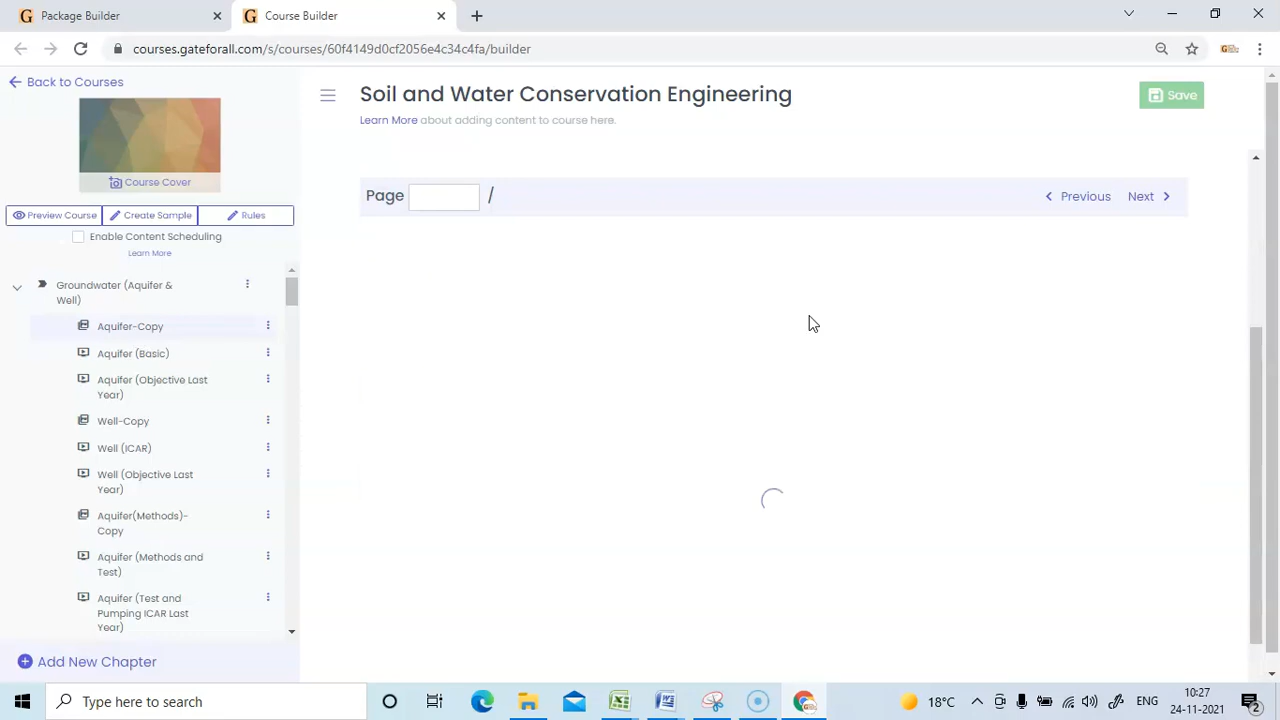 Package Builder
Course Builder
courses.gateforall.com/s/courses/60f4149d0cf2056e4c34c4fa/builder
Back to Courses
Course Cover
Preview Course
Create Sample
Rules
Enable Content Scheduling
Learn More
Groundwater (Aquifer &
Well)
Aquifer-Copy
Aquifer (Basic)
Aquifer (Objective Last
Year)
Well-Copy
Well (ICAR)
Well (Objective Last
Year)
Aquifer(Methods)-
Copy
Aquifer (Methods and
Test)
Aquifer (Test and
Pumping ICAR Last
Year)
Add New Chapter
Soil and Water Conservation Engineering
Save
Learn More about adding content to course here.
Page /
Previous Next
Type here to search
18°C
ENG
10:27
24-11-2021
2